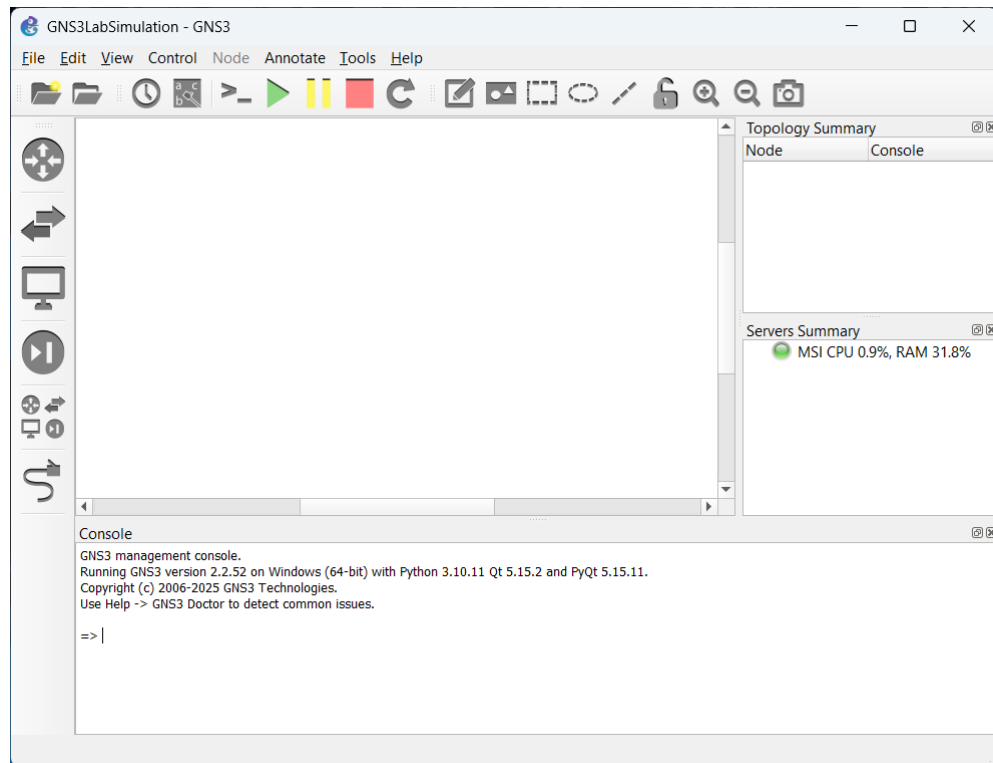 GNS3LabSimulation - GNS3
File Edit View Control Node Annotate Tools Help
a c
b
>_
Topology Summary
Node Console
Servers Summary
MSI CPU 0.9%, RAM 31.8%
Console
GNS3 management console.
Running GNS3 version 2.2.52 on Windows (64-bit) with Python 3.10.11 Qt 5.15.2 and PyQt 5.15.11.
Copyright (c) 2006-2025 GNS3 Technologies.
Use Help -> GNS3 Doctor to detect common issues.
=>